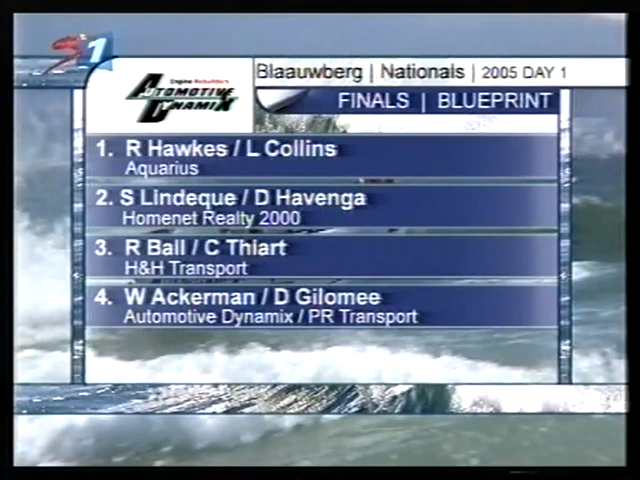 1
Engine Rebuilders
AUTOMOTIVE
DYNAMIX
Blaauwberg | Nationals | 2005 DAY 1
FINALS | BLUEPRINT
1. R Hawkes / L Collins
Aquarius
2. S Lindeque / D Havenga
Homenet Realty 2000
3. R Ball / C Thiart
H&H Transport
4. W Ackerman / D Gilomee
Automotive Dynamix / PR Transport